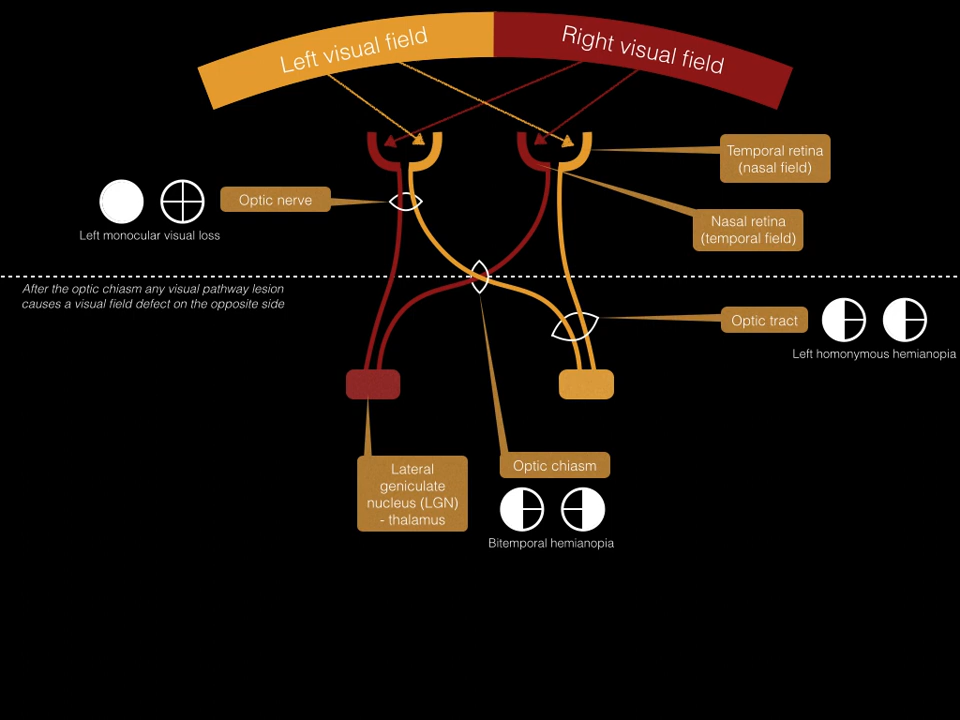 Left visual field
Right visual field
Temporal retina
(nasal field)
Optic nerve
Nasal retina
(temporal field)
Left monocular visual loss
After the optic chiasm any visual pathway lesion
causes a visual field defect on the opposite side
Optic tract
Left homonymous hemianopia
Lateral
geniculate
nucleus (LGN)
- thalamus
Optic chiasm
Bitemporal hemianopia